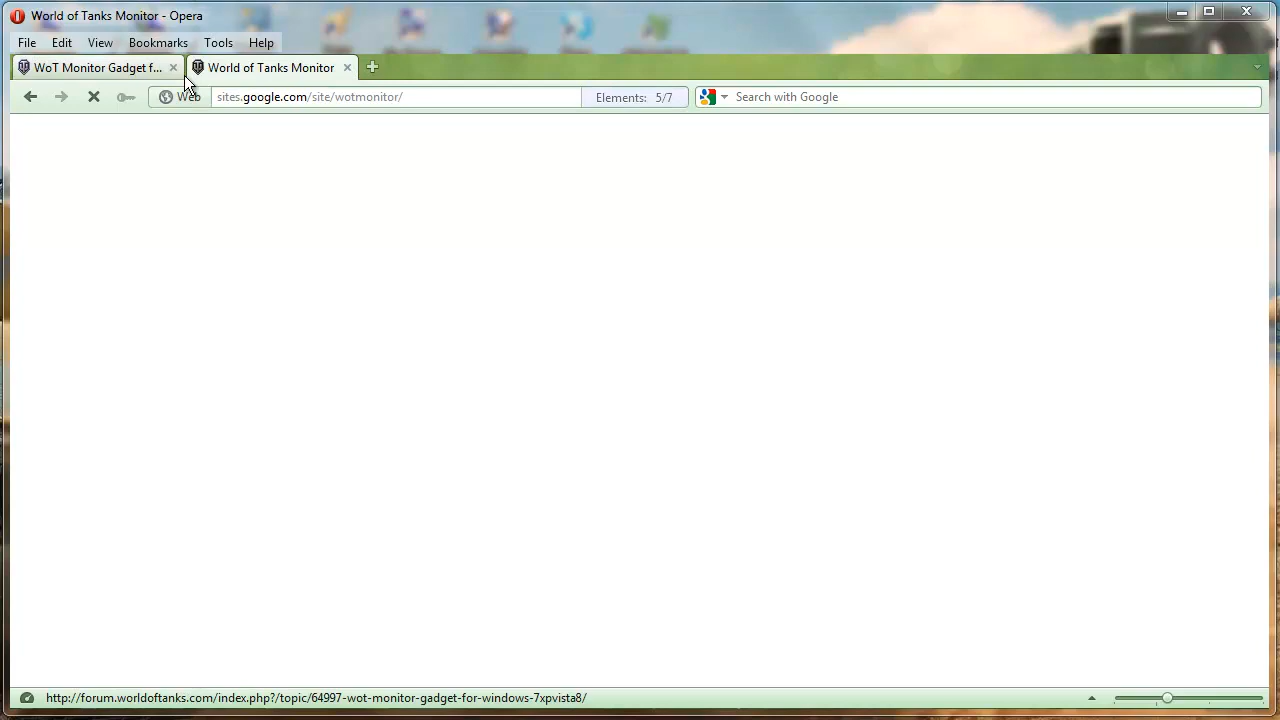 World of Tanks Monitor - Opera
File Edit View Bookmarks Tools Help
WoT Monitor Gadget f... World of Tanks Monitor
Web sites.google.com/site/wotmonitor/ Elements: 5/7 Search with Google
http://forum.worldoftanks.com/index.php?/topic/64997-wot-monitor-gadget-for-windows-7xpvista8/